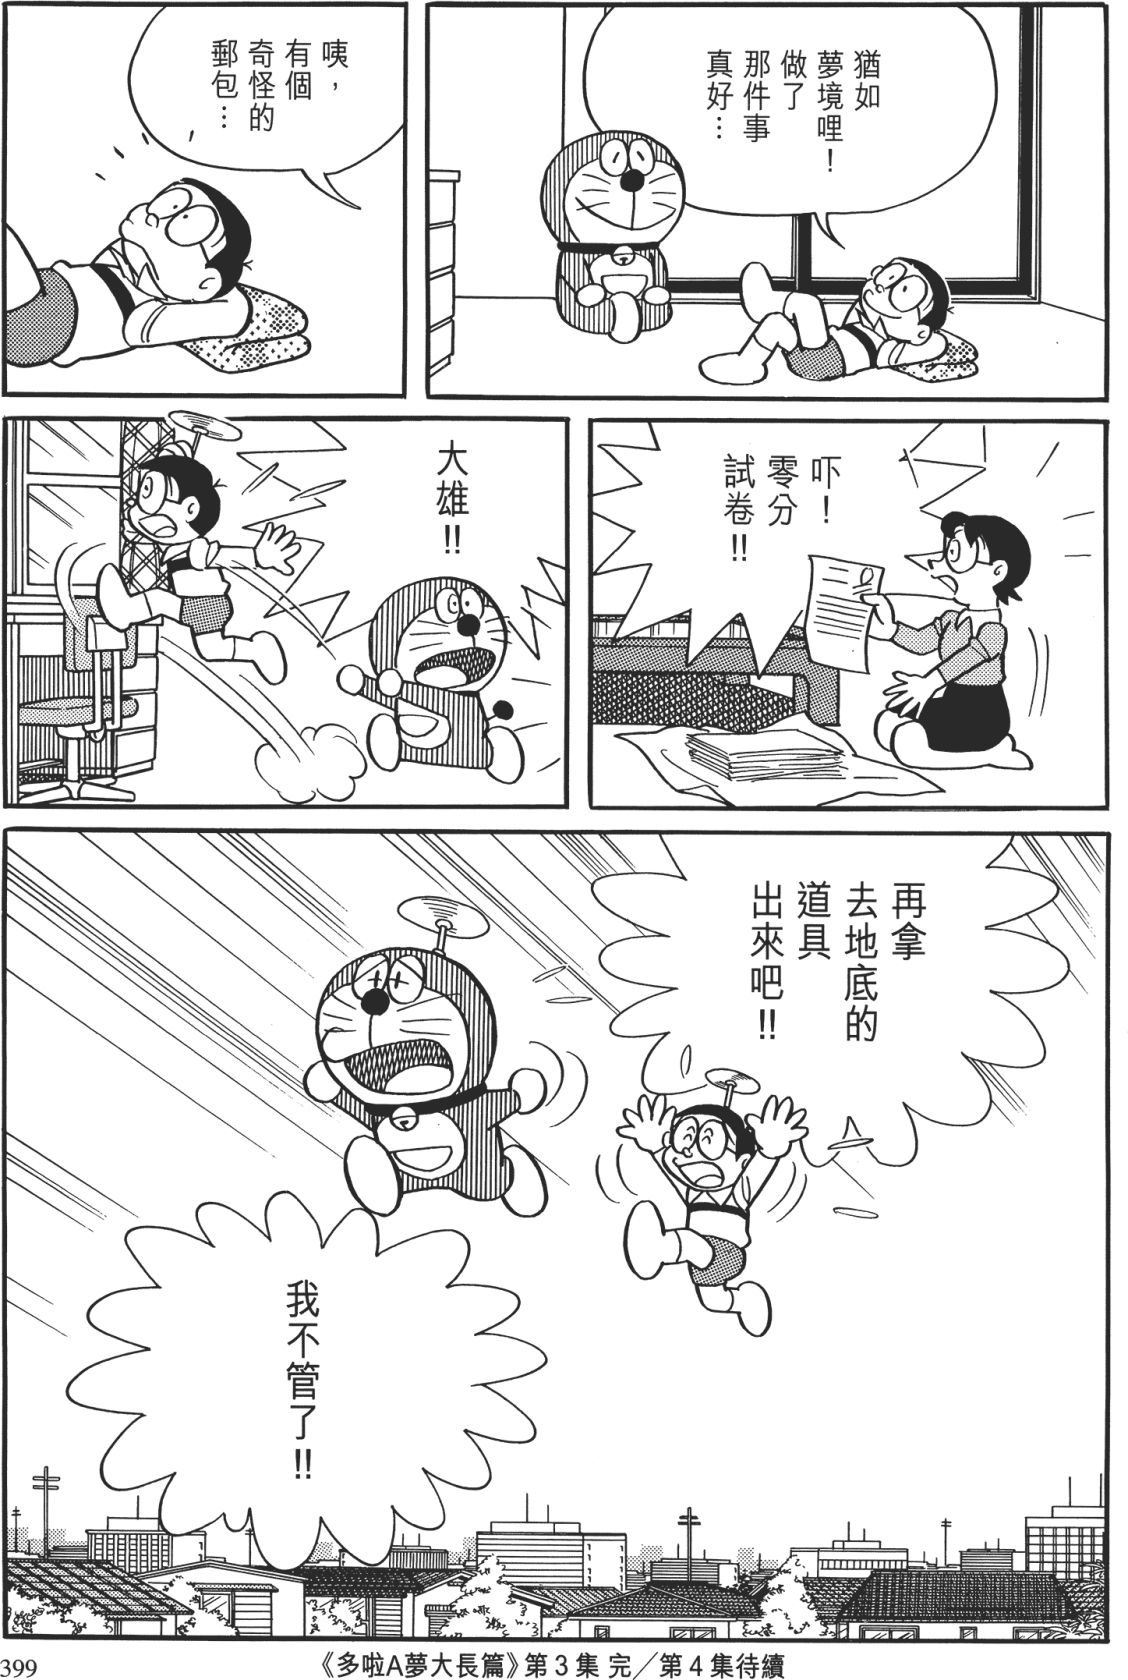 猶如
夢境哩！
做了
那件事
真好…
咦，
有個
奇怪的
郵包…
吓！
零分
試卷!!
大雄!!
再拿
去地底的
道具
出來吧!!
我不管了!!
399
《多啦A夢大長篇》第3集 完／第4集待續